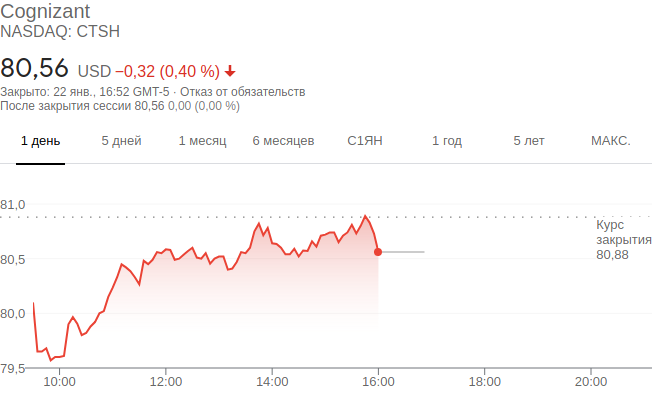 Cognizant
NASDAQ: CTSH
80,56 USD −0,32 (0,40 %)
Закрыто: 22 янв., 16:52 GMT-5 · Отказ от обязательств
После закрытия сессии 80,56 0,00 (0,00 %)
1 день 5 дней 1 месяц 6 месяцев С1ЯН 1 год 5 лет МАКС.
81,0
Курс
закрытия
80,88
80,5
80,0
79,5
10:00 12:00 14:00 16:00 18:00 20:00